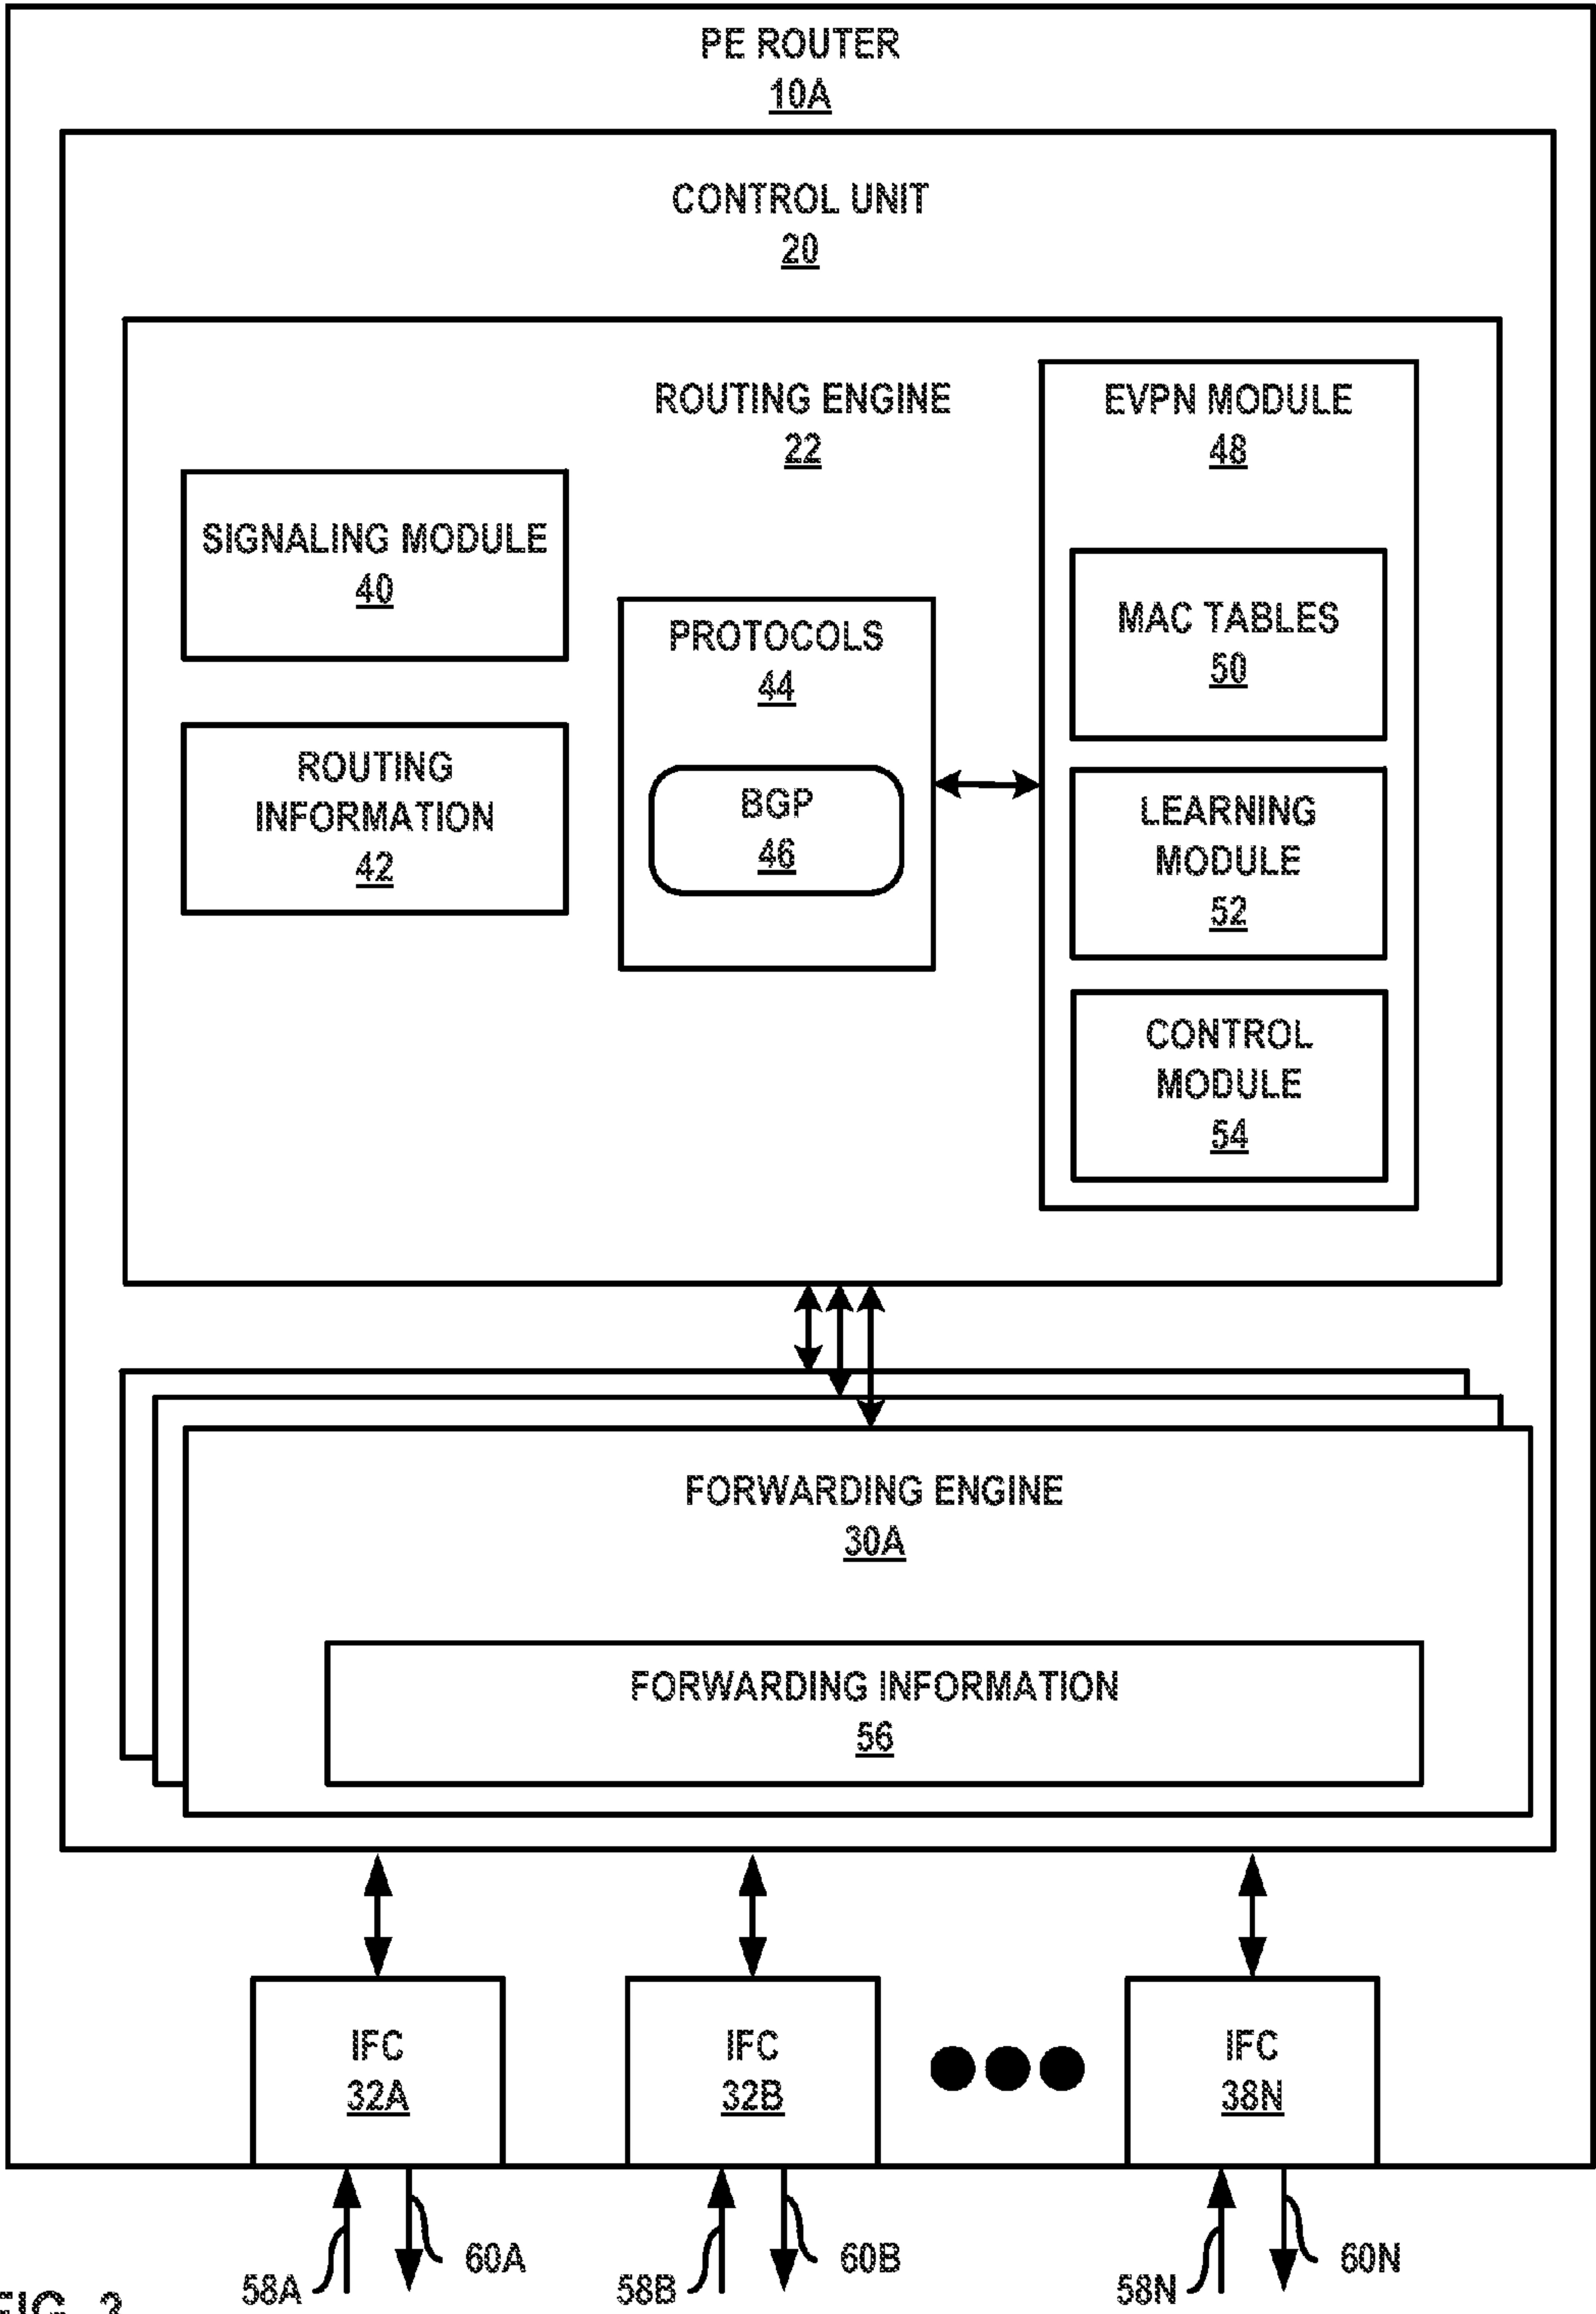 PE ROUTER
10A
CONTROL UNIT
20
ROUTING ENGINE
22
SIGNALING MODULE
40
ROUTING
INFORMATION
42
PROTOCOLS
44
BGP
46
EVPN MODULE
48
MAC TABLES
50
LEARNING
MODULE
52
CONTROL
MODULE
54
FORWARDING ENGINE
30A
FORWARDING INFORMATION
56
IFC
32A
IFC
32B
IFC
38N
58A
60A
58B
60B
58N
60N
FIG. 2